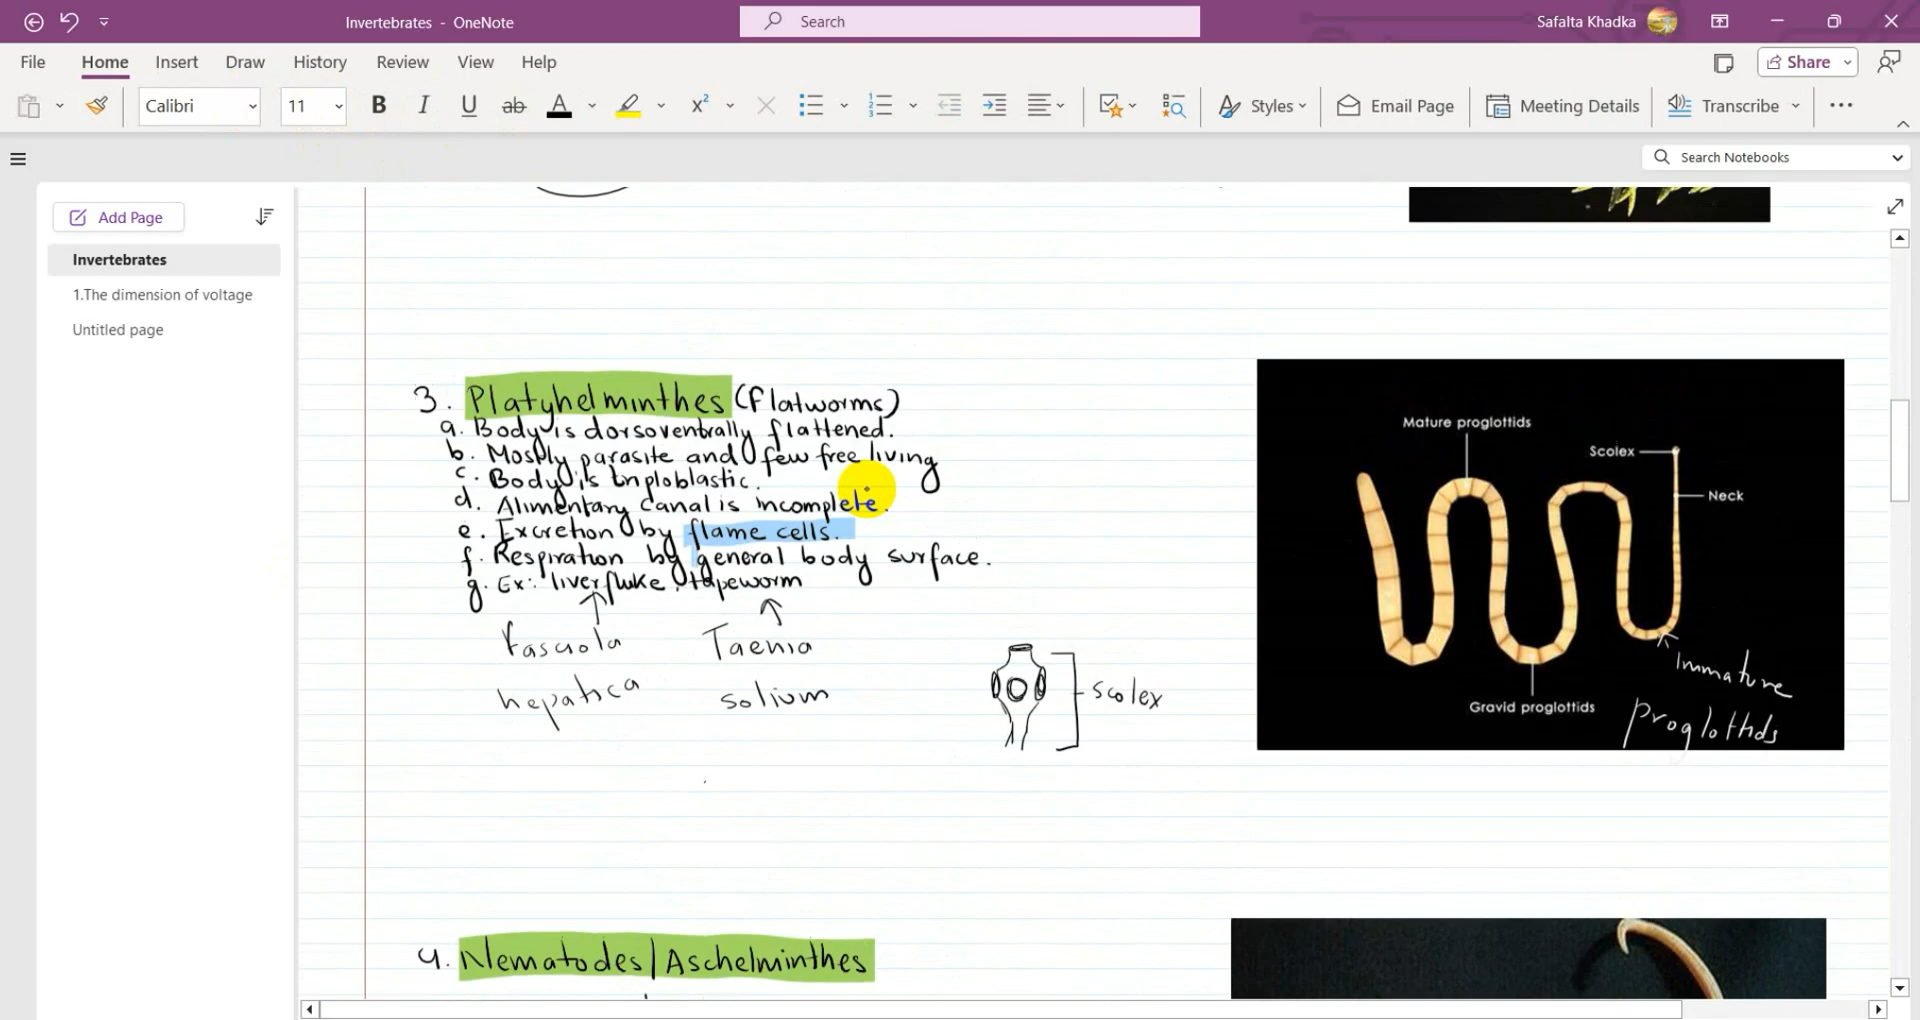 Invertebrates - OneNote
Search
Safalta Khadka
File Home Insert Draw History Review View Help
Share
Calibri 11
Styles Email Page Meeting Details Transcribe
Search Notebooks
Add Page
Invertebrates
1.The dimension of voltage
Untitled page
3. Platyhelminthes (flatworms)
a. Body is dorsoventrally flattened.
b. Mostly parasite and few free living
c. Body is triploblastic.
d. Alimentary canal is incomplete.
e. Excretion by flame cells.
f. Respiration by general body surface.
g. Ex: liverfluke, tapeworm
fasciola Taenia
hepatica solium
scolex
Mature proglottids
Scolex
Neck
Gravid proglottids
immature
proglottids
4. Nematodes | Aschelminthes